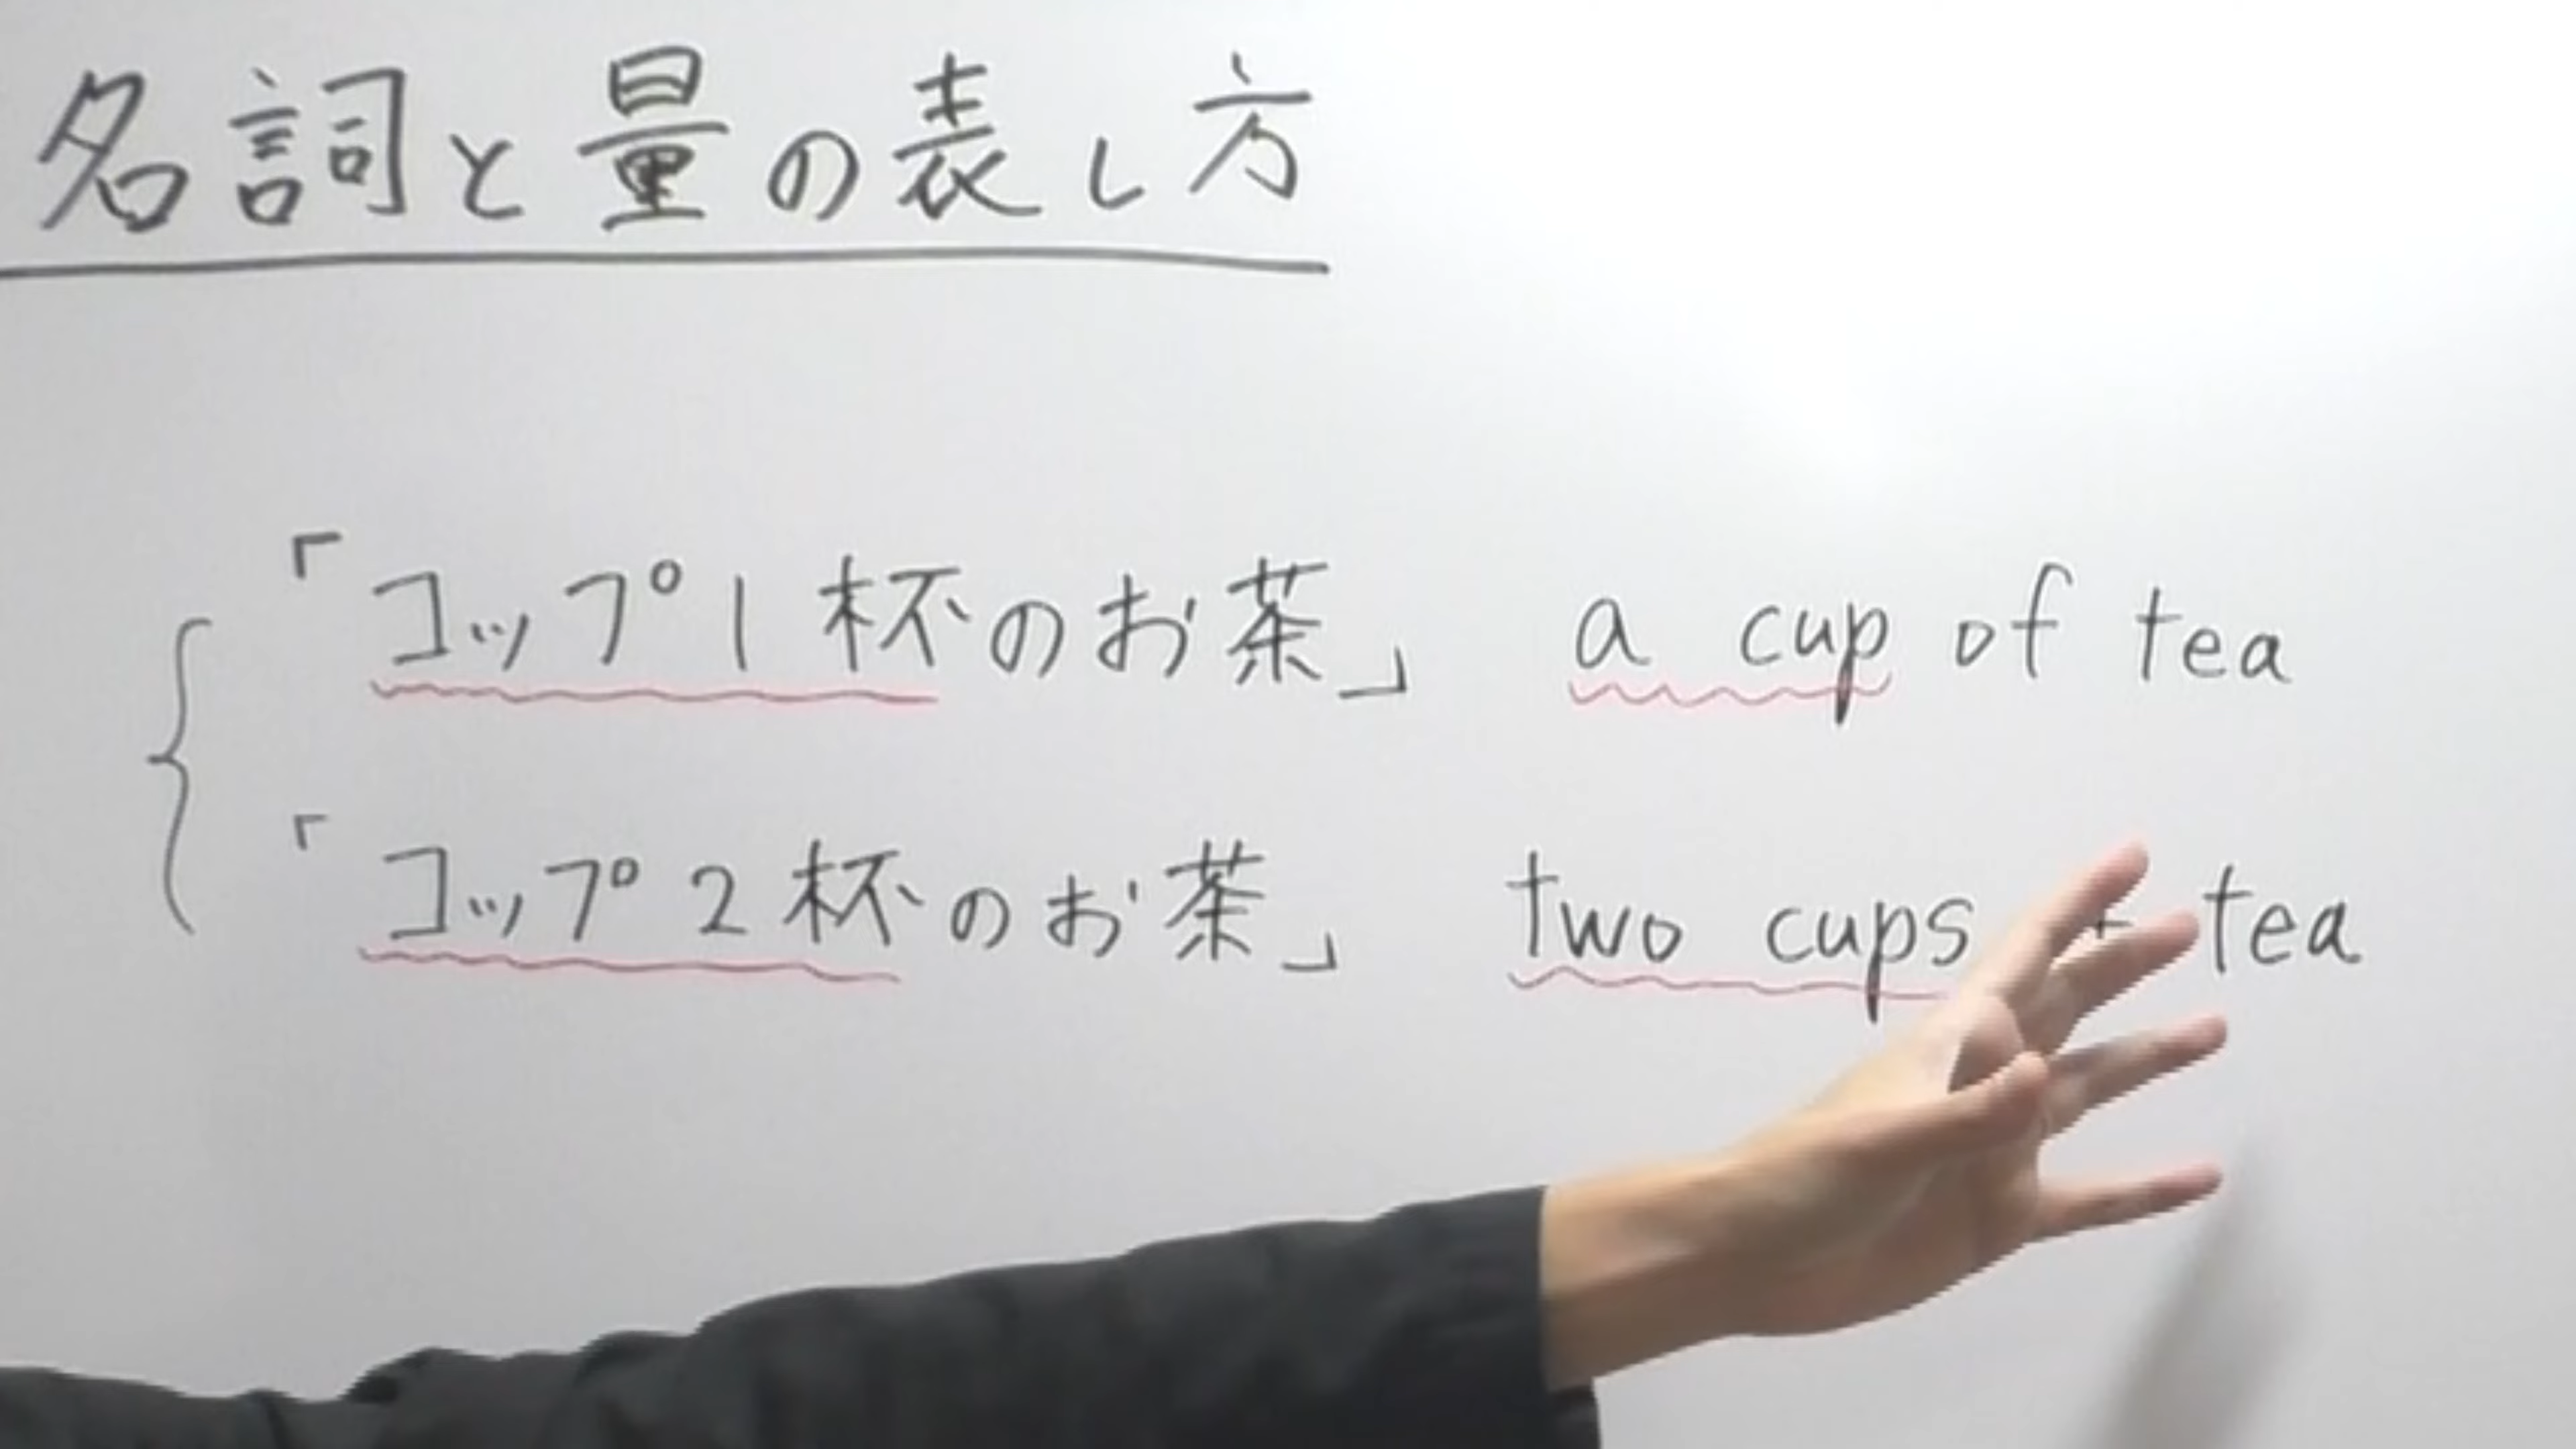 名詞と量の表し方
「コップ1杯のお茶」 a cup of tea
「コップ2杯のお茶」 two cups tea